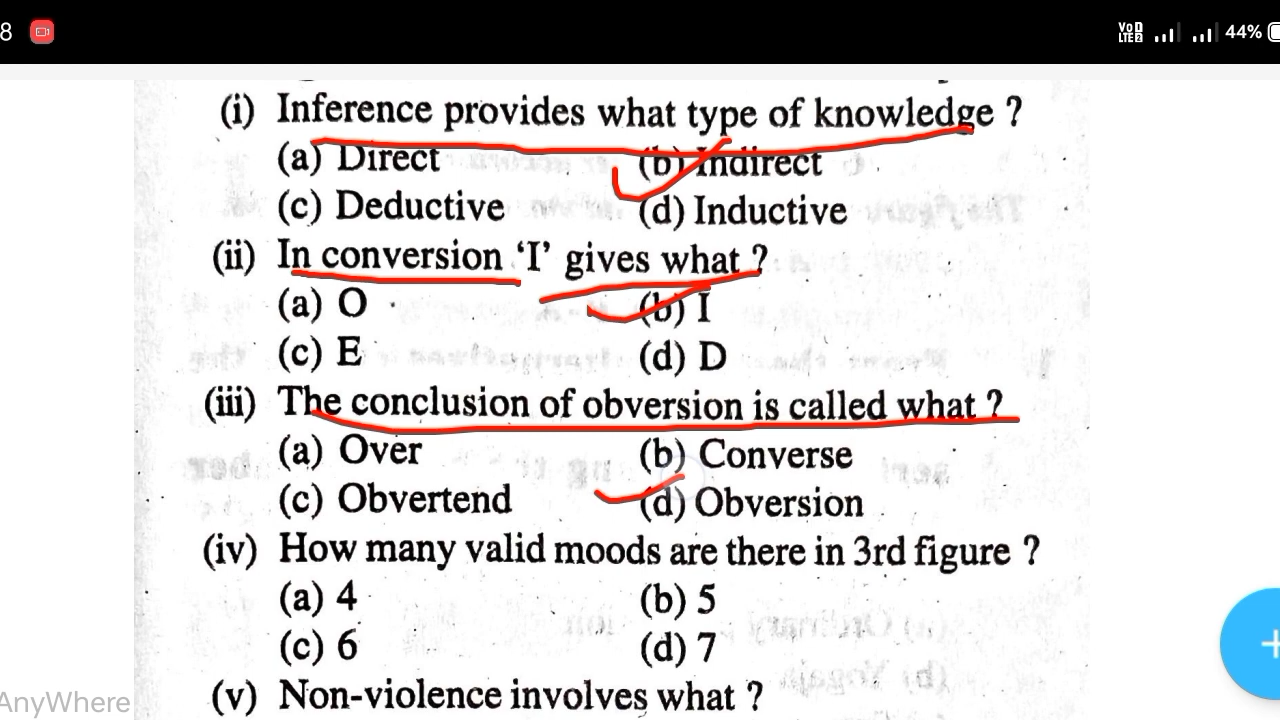 8 VoD LTE2 44%
(i) Inference provides what type of knowledge ?
(a) Direct (b) Indirect
(c) Deductive (d) Inductive
(ii) In conversion ‘I’ gives what ?
(a) O (b) I
(c) E (d) D
(iii) The conclusion of obversion is called what ?
(a) Over (b) Converse
(c) Obvertend (d) Obversion
(iv) How many valid moods are there in 3rd figure ?
(a) 4 (b) 5
(c) 6 (d) 7
(v) Non-violence involves what ?
AnyWhere